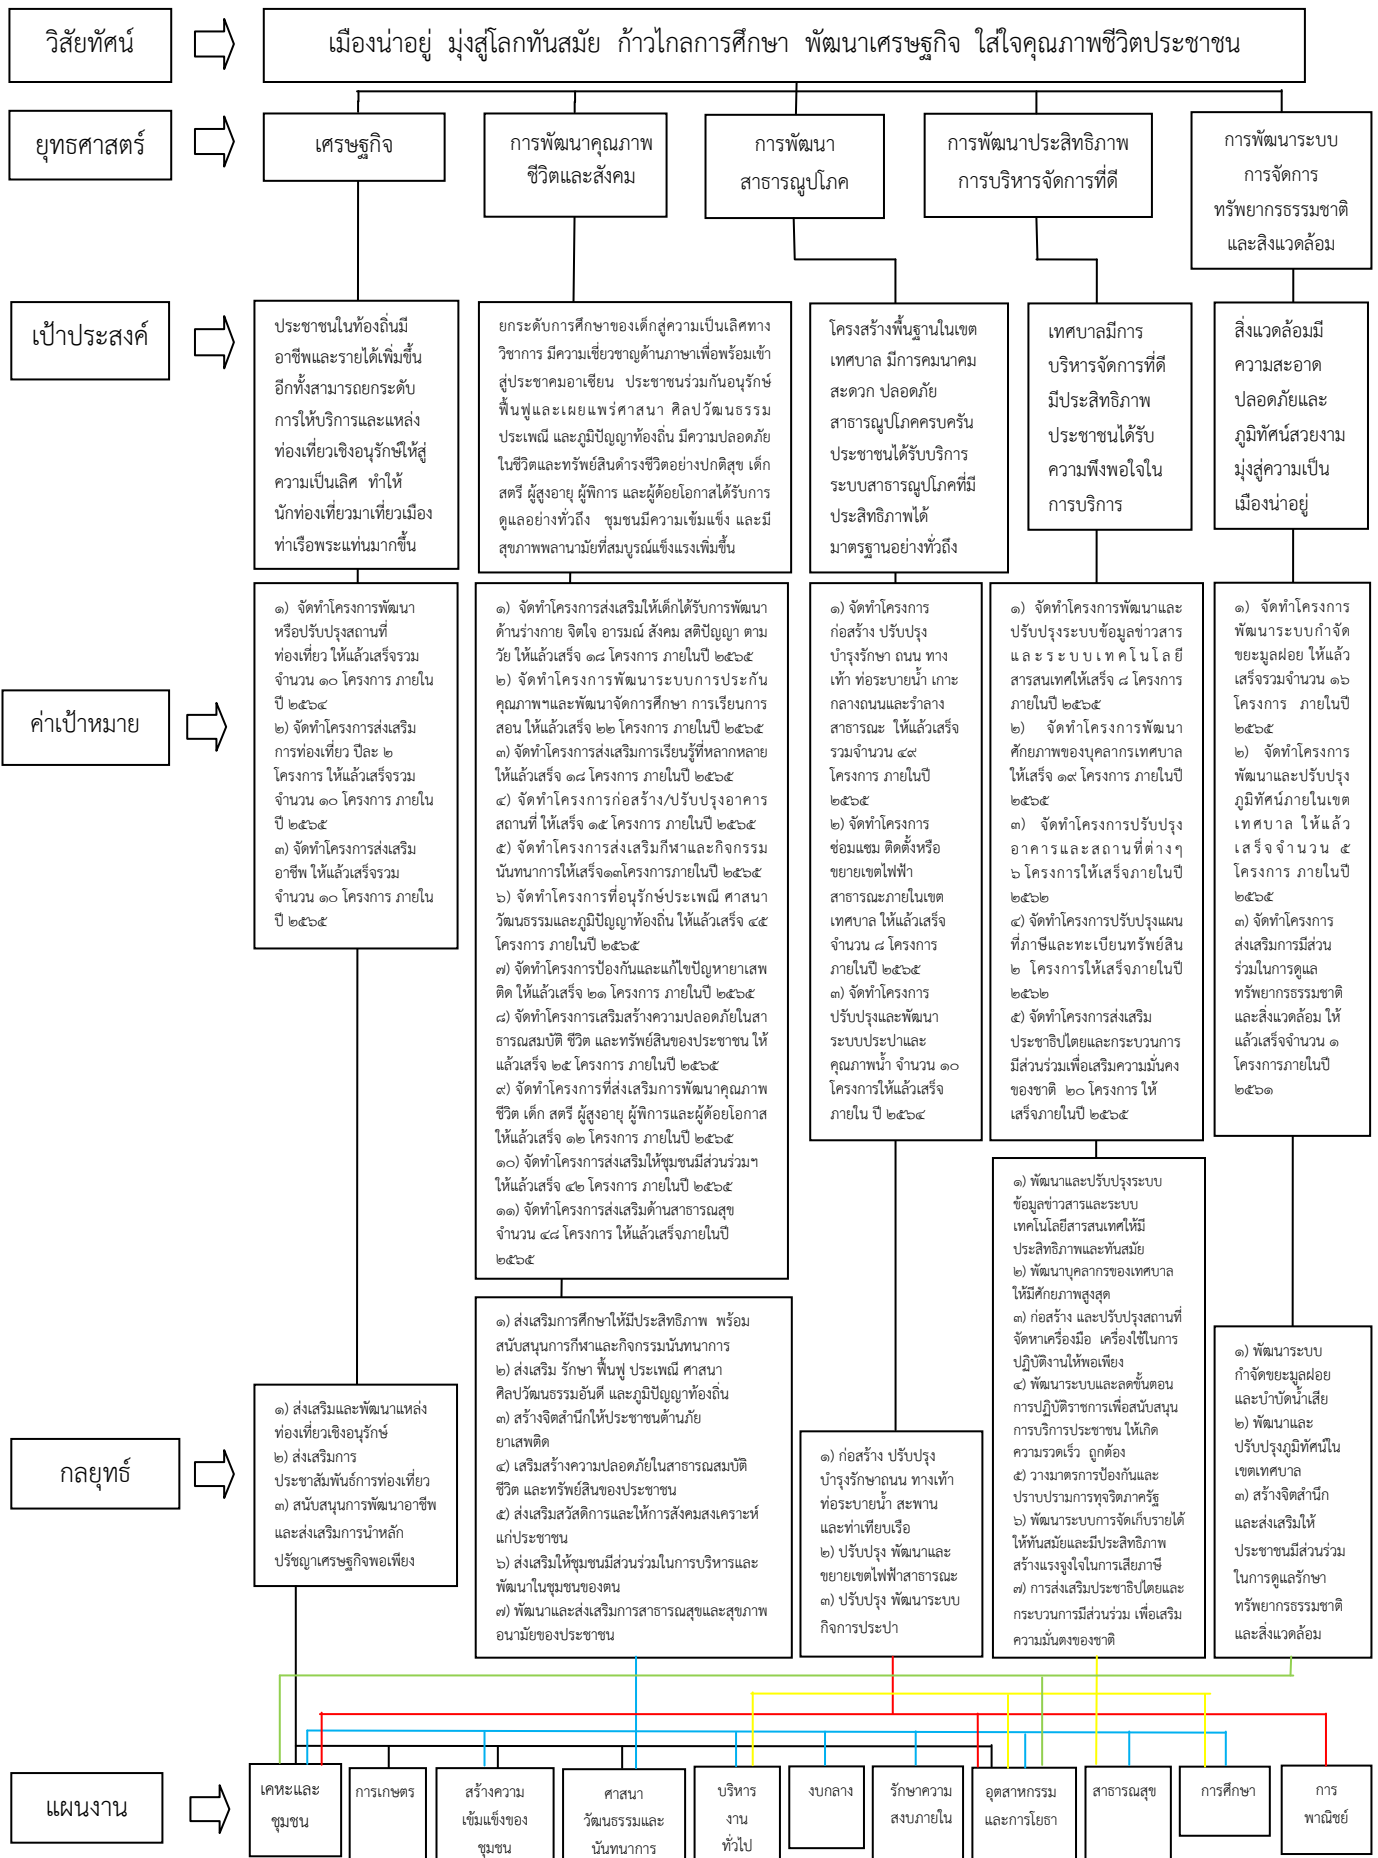 วิสัยทัศน์
เมืองน่าอยู่ มุ่งสู่โลกทันสมัย ก้าวไกลการศึกษา พัฒนาเศรษฐกิจ ใส่ใจคุณภาพชีวิตประชาชน
ยุทธศาสตร์
เศรษฐกิจ
การพัฒนาคุณภาพ
ชีวิตและสังคม
การพัฒนา
สาธารณูปโภค
การพัฒนาประสิทธิภาพ
การบริหารจัดการที่ดี
การพัฒนาระบบ
การจัดการ
ทรัพยากรธรรมชาติ
และสิ่งแวดล้อม
เป้าประสงค์
ประชาชนในท้องถิ่นมี
อาชีพและรายได้เพิ่มขึ้น
อีกทั้งสามารถยกระดับ
การให้บริการและแหล่ง
ท่องเที่ยวเชิงอนุรักษ์ให้สู่
ความเป็นเลิศ ทำให้
นักท่องเที่ยวมาเที่ยวเมือง
ท่าเรือพระแท่นมากขึ้น
ยกระดับการศึกษาของเด็กสู่ความเป็นเลิศทาง
วิชาการ มีความเชี่ยวชาญด้านภาษาเพื่อพร้อมเข้า
สู่ประชาคมอาเซียน ประชาชนร่วมกันอนุรักษ์
ฟื้นฟูและเผยแพร่ศาสนา ศิลปวัฒนธรรม
ประเพณี และภูมิปัญญาท้องถิ่น มีความปลอดภัย
ในชีวิตและทรัพย์สินดำรงชีวิตอย่างปกติสุข เด็ก
สตรี ผู้สูงอายุ ผู้พิการ และผู้ด้อยโอกาสได้รับการ
ดูแลอย่างทั่วถึง ชุมชนมีความเข้มแข็ง และมี
สุขภาพพลานามัยที่สมบูรณ์แข็งแรงเพิ่มขึ้น
โครงสร้างพื้นฐานในเขต
เทศบาล มีการคมนาคม
สะดวก ปลอดภัย
สาธารณูปโภคครบครัน
ประชาชนได้รับบริการ
ระบบสาธารณูปโภคที่มี
ประสิทธิภาพได้
มาตรฐานอย่างทั่วถึง
เทศบาลมีการ
บริหารจัดการที่ดี
มีประสิทธิภาพ
ประชาชนได้รับ
ความพึงพอใจใน
การบริการ
สิ่งแวดล้อมมี
ความสะอาด
ปลอดภัยและ
ภูมิทัศน์สวยงาม
มุ่งสู่ความเป็น
เมืองน่าอยู่
ค่าเป้าหมาย
๑) จัดทำโครงการพัฒนา
หรือปรับปรุงสถานที่
ท่องเที่ยว ให้แล้วเสร็จรวม
จำนวน ๑๐ โครงการ ภายใน
ปี ๒๕๖๔
๒) จัดทำโครงการส่งเสริม
การท่องเที่ยว ปีละ ๒
โครงการ ให้แล้วเสร็จรวม
จำนวน ๑๐ โครงการ ภายใน
ปี ๒๕๖๕
๓) จัดทำโครงการส่งเสริม
อาชีพ ให้แล้วเสร็จรวม
จำนวน ๑๐ โครงการ ภายใน
ปี ๒๕๖๕
๑) จัดทำโครงการส่งเสริมให้เด็กได้รับการพัฒนา
ด้านร่างกาย จิตใจ อารมณ์ สังคม สติปัญญา ตาม
วัย ให้แล้วเสร็จ ๑๘ โครงการ ภายในปี ๒๕๖๕
๒) จัดทำโครงการพัฒนาระบบการประกัน
คุณภาพฯและพัฒนาจัดการศึกษา การเรียนการ
สอน ให้แล้วเสร็จ ๒๒ โครงการ ภายในปี ๒๕๖๕
๓) จัดทำโครงการส่งเสริมการเรียนรู้ที่หลากหลาย
ให้แล้วเสร็จ ๑๘ โครงการ ภายในปี ๒๕๖๕
๔) จัดทำโครงการก่อสร้าง/ปรับปรุงอาคาร
สถานที่ ให้เสร็จ ๑๕ โครงการ ภายในปี ๒๕๖๕
๕) จัดทำโครงการส่งเสริมกีฬาและกิจกรรม
นันทนาการให้เสร็จ๑๓โครงการภายในปี ๒๕๖๕
๖) จัดทำโครงการที่อนุรักษ์ประเพณี ศาสนา
วัฒนธรรมและภูมิปัญญาท้องถิ่น ให้แล้วเสร็จ ๔๕
โครงการ ภายในปี ๒๕๖๕
๗) จัดทำโครงการป้องกันและแก้ไขปัญหายาเสพ
ติด ให้แล้วเสร็จ ๒๑ โครงการ ภายในปี ๒๕๖๕
๘) จัดทำโครงการเสริมสร้างความปลอดภัยในสา
ธารณสมบัติ ชีวิต และทรัพย์สินของประชาชน ให้
แล้วเสร็จ ๒๕ โครงการ ภายในปี ๒๕๖๕
๙) จัดทำโครงการที่ส่งเสริมการพัฒนาคุณภาพ
ชีวิต เด็ก สตรี ผู้สูงอายุ ผู้พิการและผู้ด้อยโอกาส
ให้แล้วเสร็จ ๑๒ โครงการ ภายในปี ๒๕๖๕
๑๐) จัดทำโครงการส่งเสริมให้ชุมชนมีส่วนร่วมฯ
ให้แล้วเสร็จ ๔๒ โครงการ ภายในปี ๒๕๖๕
๑๑) จัดทำโครงการส่งเสริมด้านสาธารณสุข
จำนวน ๔๘ โครงการ ให้แล้วเสร็จภายในปี
๒๕๖๕
๑) จัดทำโครงการ
ก่อสร้าง ปรับปรุง
บำรุงรักษา ถนน ทาง
เท้า ท่อระบายน้ำ เกาะ
กลางถนนและรำลาง
สาธารณะ ให้แล้วเสร็จ
รวมจำนวน ๔๙
โครงการ ภายในปี
๒๕๖๕
๒) จัดทำโครงการ
ซ่อมแซม ติดตั้งหรือ
ขยายเขตไฟฟ้า
สาธารณะภายในเขต
เทศบาล ให้แล้วเสร็จ
จำนวน ๘ โครงการ
ภายในปี ๒๕๖๕
๓) จัดทำโครงการ
ปรับปรุงและพัฒนา
ระบบประปาและ
คุณภาพน้ำ จำนวน ๑๐
โครงการให้แล้วเสร็จ
ภายใน ปี ๒๕๖๔
๑) จัดทำโครงการพัฒนาและ
ปรับปรุงระบบข้อมูลข่าวสาร
และระบบเทคโนโลยี
สารสนเทศให้เสร็จ ๘ โครงการ
ภายในปี ๒๕๖๕
๒) จัดทำโครงการพัฒนา
ศักยภาพของบุคลากรเทศบาล
ให้เสร็จ ๑๙ โครงการ ภายในปี
๒๕๖๕
๓) จัดทำโครงการปรับปรุง
อาคารและสถานที่ต่างๆ
๖ โครงการให้เสร็จภายในปี
๒๕๖๒
๔) จัดทำโครงการปรับปรุงแผน
ที่ภาษีและทะเบียนทรัพย์สิน
๒ โครงการให้เสร็จภายในปี
๒๕๖๒
๕) จัดทำโครงการส่งเสริม
ประชาธิปไตยและกระบวนการ
มีส่วนร่วมเพื่อเสริมความมั่นคง
ของชาติ ๒๐ โครงการ ให้
เสร็จภายในปี ๒๕๖๕
๑) จัดทำโครงการ
พัฒนาระบบกำจัด
ขยะมูลฝอย ให้แล้ว
เสร็จรวมจำนวน ๑๖
โครงการ ภายในปี
๒๕๖๕
๒) จัดทำโครงการ
พัฒนาและปรับปรุง
ภูมิทัศน์ภายในเขต
เทศบาล ให้แล้ว
เสร็จจำนวน ๕
โครงการ ภายในปี
๒๕๖๕
๓) จัดทำโครงการ
ส่งเสริมการมีส่วน
ร่วมในการดูแล
ทรัพยากรธรรมชาติ
และสิ่งแวดล้อม ให้
แล้วเสร็จจำนวน ๑
โครงการภายในปี
๒๕๖๑
กลยุทธ์
๑) ส่งเสริมและพัฒนาแหล่ง
ท่องเที่ยวเชิงอนุรักษ์
๒) ส่งเสริมการ
ประชาสัมพันธ์การท่องเที่ยว
๓) สนับสนุนการพัฒนาอาชีพ
และส่งเสริมการนำหลัก
ปรัชญาเศรษฐกิจพอเพียง
๑) ส่งเสริมการศึกษาให้มีประสิทธิภาพ พร้อม
สนับสนุนการกีฬาและกิจกรรมนันทนาการ
๒) ส่งเสริม รักษา ฟื้นฟู ประเพณี ศาสนา
ศิลปวัฒนธรรมอันดี และภูมิปัญญาท้องถิ่น
๓) สร้างจิตสำนึกให้ประชาชนต้านภัย
ยาเสพติด
๔) เสริมสร้างความปลอดภัยในสาธารณสมบัติ
ชีวิต และทรัพย์สินของประชาชน
๕) ส่งเสริมสวัสดิการและให้การสังคมสงเคราะห์
แก่ประชาชน
๖) ส่งเสริมให้ชุมชนมีส่วนร่วมในการบริหารและ
พัฒนาในชุมชนของตน
๗) พัฒนาและส่งเสริมการสาธารณสุขและสุขภาพ
อนามัยของประชาชน
๑) ก่อสร้าง ปรับปรุง
บำรุงรักษาถนน ทางเท้า
ท่อระบายน้ำ สะพาน
และท่าเทียบเรือ
๒) ปรับปรุง พัฒนาและ
ขยายเขตไฟฟ้าสาธารณะ
๓) ปรับปรุง พัฒนาระบบ
กิจการประปา
๑) พัฒนาและปรับปรุงระบบ
ข้อมูลข่าวสารและระบบ
เทคโนโลยีสารสนเทศให้มี
ประสิทธิภาพและทันสมัย
๒) พัฒนาบุคลากรของเทศบาล
ให้มีศักยภาพสูงสุด
๓) ก่อสร้าง และปรับปรุงสถานที่
จัดหาเครื่องมือ เครื่องใช้ในการ
ปฏิบัติงานให้พอเพียง
๔) พัฒนาระบบและลดขั้นตอน
การปฏิบัติราชการเพื่อสนับสนุน
การบริการประชาชน ให้เกิด
ความรวดเร็ว ถูกต้อง
๕) วางมาตรการป้องกันและ
ปราบปรามการทุจริตภาครัฐ
๖) พัฒนาระบบการจัดเก็บรายได้
ให้ทันสมัยและมีประสิทธิภาพ
สร้างแรงจูงใจในการเสียภาษี
๗) การส่งเสริมประชาธิปไตยและ
กระบวนการมีส่วนร่วม เพื่อเสริม
ความมั่นตงของชาติ
๑) พัฒนาระบบ
กำจัดขยะมูลฝอย
และบำบัดน้ำเสีย
๒) พัฒนาและ
ปรับปรุงภูมิทัศน์ใน
เขตเทศบาล
๓) สร้างจิตสำนึก
และส่งเสริมให้
ประชาชนมีส่วนร่วม
ในการดูแลรักษา
ทรัพยากรธรรมชาติ
และสิ่งแวดล้อม
แผนงาน
เคหะและ
ชุมชน
การเกษตร
สร้างความ
เข้มแข็งของ
ชุมชน
ศาสนา
วัฒนธรรมและ
นันทนาการ
บริหาร
งาน
ทั่วไป
งบกลาง
รักษาความ
สงบภายใน
อุตสาหกรรม
และการโยธา
สาธารณสุข
การศึกษา
การ
พาณิชย์